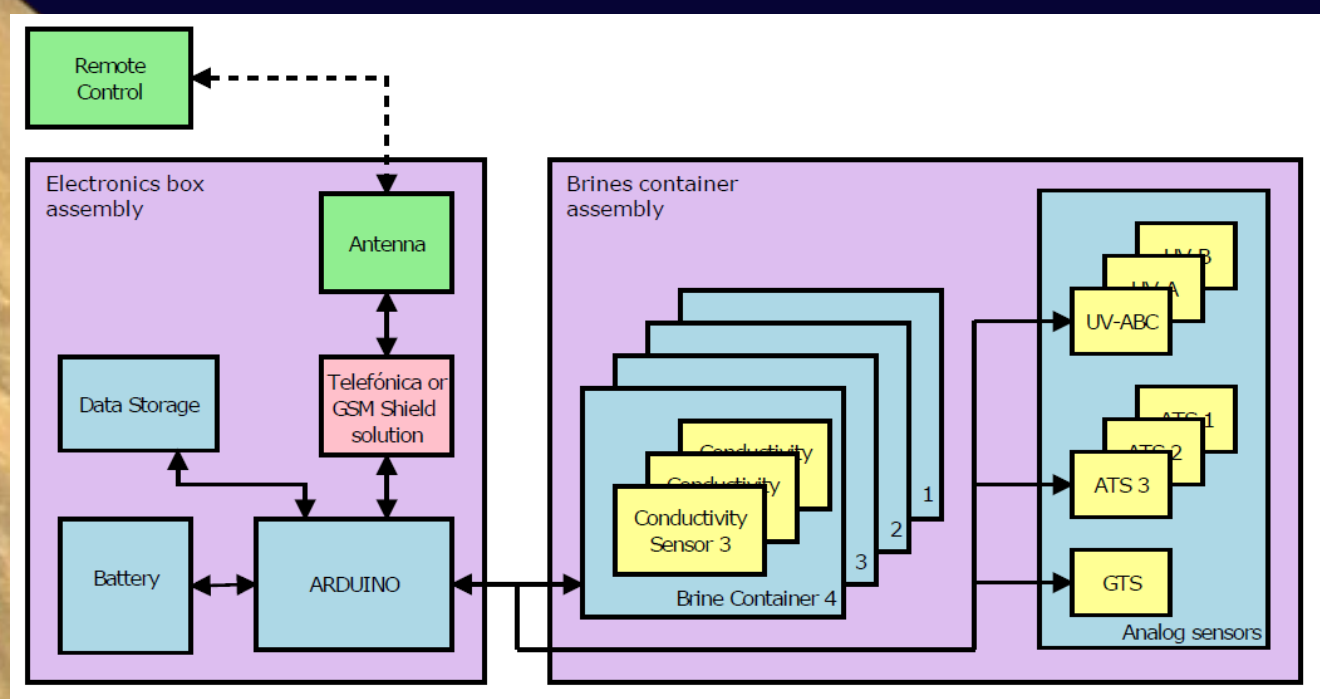 Remote
Control
Electronics box
assembly
Antenna
Telefónica or
GSM Shield
solution
Data Storage
Battery
ARDUINO
Brines container
assembly
1
2
3
Conductivity
Conductivity
Conductivity
Sensor 3
Brine Container 4
UV-B
UV-A
UV-ABC
ATS 1
ATS 2
ATS 3
GTS
Analog sensors